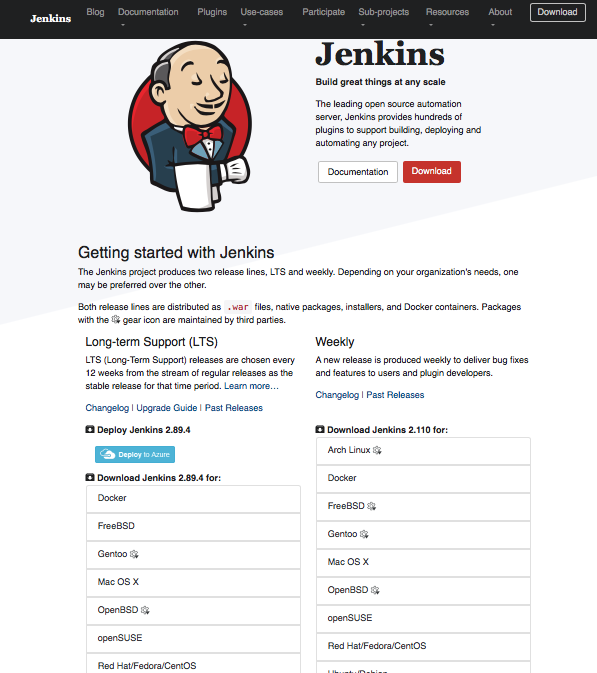 Jenkins
Blog
Documentation
Plugins
Use-cases
Participate
Sub-projects
Resources
About
Download
Jenkins
Build great things at any scale
The leading open source automation
server, Jenkins provides hundreds of
plugins to support building, deploying and
automating any project.
Documentation
Download
Getting started with Jenkins
The Jenkins project produces two release lines, LTS and weekly. Depending on your organization's needs, one
may be preferred over the other.
Both release lines are distributed as .war files, native packages, installers, and Docker containers. Packages
with the gear icon are maintained by third parties.
Long-term Support (LTS)
LTS (Long-Term Support) releases are chosen every
12 weeks from the stream of regular releases as the
stable release for that time period. Learn more…
Changelog | Upgrade Guide | Past Releases
Deploy Jenkins 2.89.4
Deploy to Azure
Download Jenkins 2.89.4 for:
Docker
FreeBSD
Gentoo
Mac OS X
OpenBSD
openSUSE
Red Hat/Fedora/CentOS
Weekly
A new release is produced weekly to deliver bug fixes
and features to users and plugin developers.
Changelog | Past Releases
Download Jenkins 2.110 for:
Arch Linux
Docker
FreeBSD
Gentoo
Mac OS X
OpenBSD
openSUSE
Red Hat/Fedora/CentOS
Ubuntu/Debian